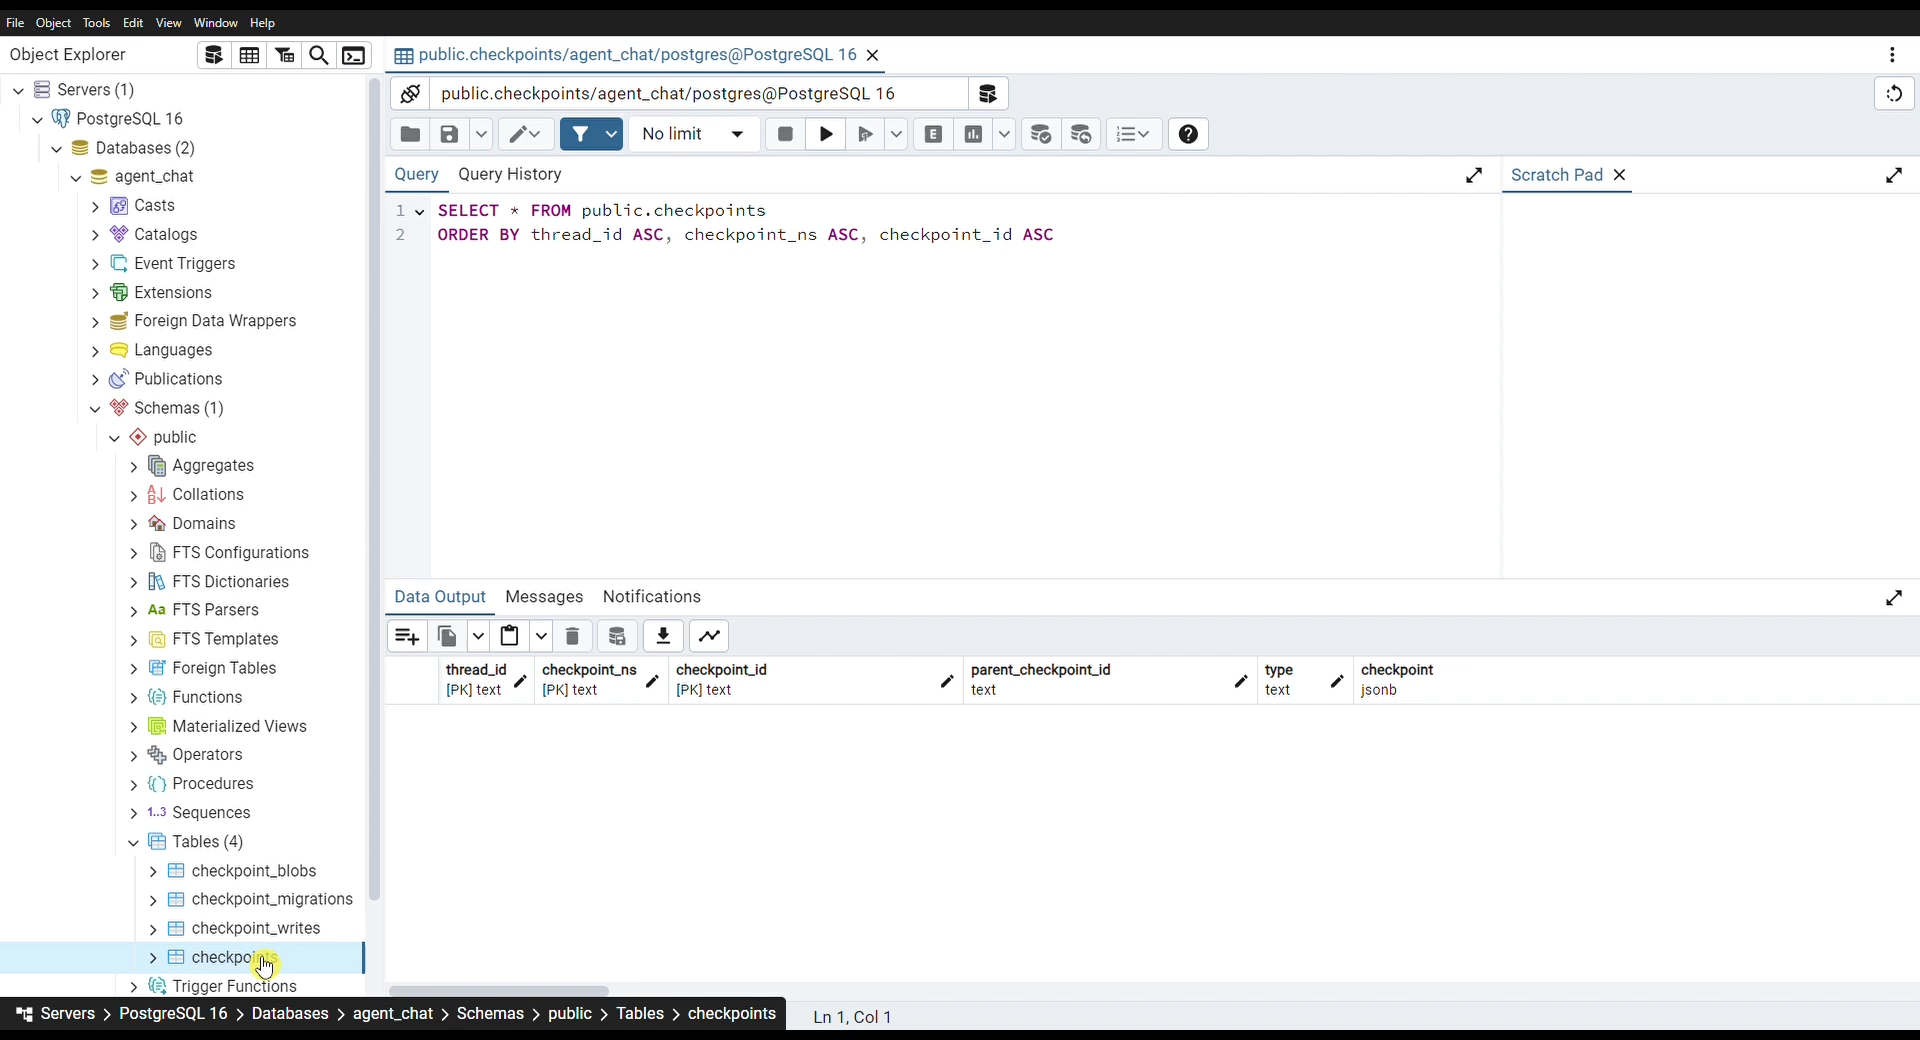 File Object Tools Edit View Window Help
Object Explorer
public.checkpoints/agent_chat/postgres@PostgreSQL 16
Servers (1)
public.checkpoints/agent_chat/postgres@PostgreSQL 16
PostgreSQL 16
No limit
E
Databases (2)
agent_chat
Query Query History
Scratch Pad
Casts
1 SELECT * FROM public.checkpoints
2 ORDER BY thread_id ASC, checkpoint_ns ASC, checkpoint_id ASC
Catalogs
Event Triggers
Extensions
Foreign Data Wrappers
Languages
Publications
Schemas (1)
public
Aggregates
Collations
Domains
FTS Configurations
FTS Dictionaries
Aa FTS Parsers
FTS Templates
Foreign Tables
Functions
Materialized Views
Operators
Procedures
1..3 Sequences
Tables (4)
checkpoint_blobs
checkpoint_migrations
checkpoint_writes
checkpoints
Trigger Functions
Data Output Messages Notifications
thread_id checkpoint_ns checkpoint_id parent_checkpoint_id type checkpoint
[PK] text [PK] text [PK] text text text jsonb
Servers > PostgreSQL 16 > Databases > agent_chat > Schemas > public > Tables > checkpoints
Ln 1, Col 1